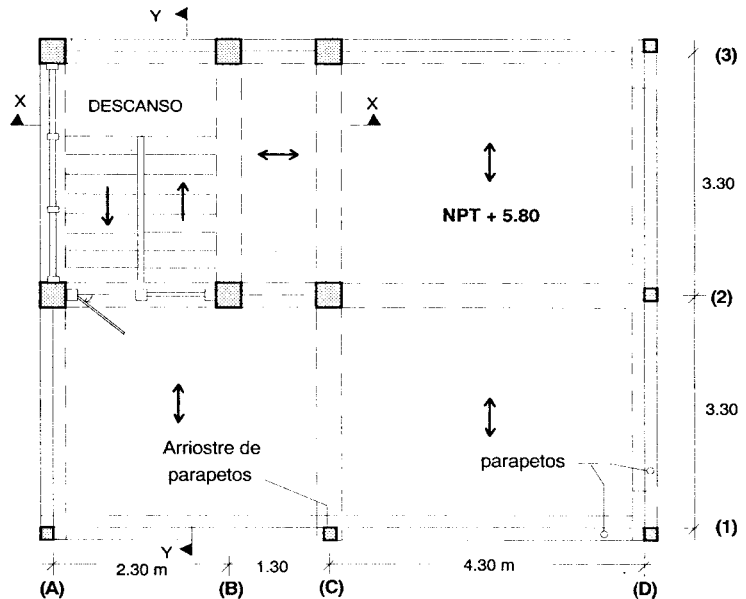 Y
(3)
X
DESCANSO
X
3.30
NPT + 5.80
(2)
3.30
Arriostre de
parapetos
parapetos
(1)
Y
2.30 m
1.30
4.30 m
(A)
(B)
(C)
(D)